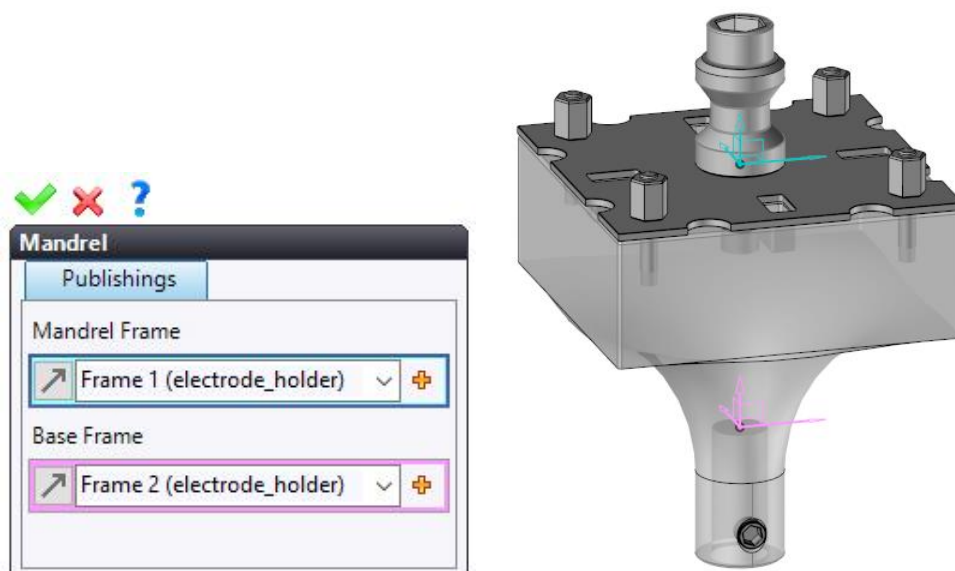 ?
Mandrel
Publishings
Mandrel Frame
Frame 1 (electrode_holder)
Base Frame
Frame 2 (electrode_holder)